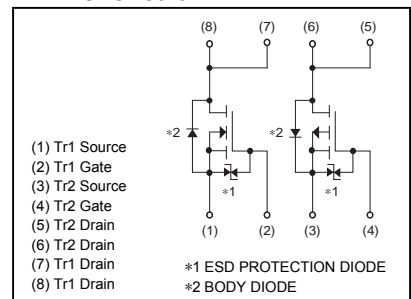 (8) (7) (6) (5)
*2 *2
*1 *1
(1) (2) (3) (4)
(1) Tr1 Source
(2) Tr1 Gate
(3) Tr2 Source
(4) Tr2 Gate
(5) Tr2 Drain
(6) Tr2 Drain
(7) Tr1 Drain
(8) Tr1 Drain
*1 ESD PROTECTION DIODE
*2 BODY DIODE